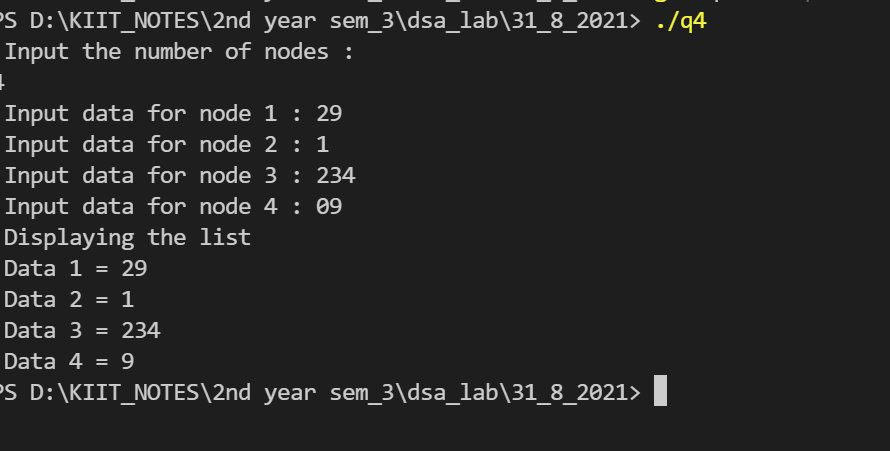 PS D:\KIIT_NOTES\2nd year sem_3\dsa_lab\31_8_2021> ./q4
Input the number of nodes :
4
Input data for node 1 : 29
Input data for node 2 : 1
Input data for node 3 : 234
Input data for node 4 : 09
Displaying the list
Data 1 = 29
Data 2 = 1
Data 3 = 234
Data 4 = 9
PS D:\KIIT_NOTES\2nd year sem_3\dsa_lab\31_8_2021>